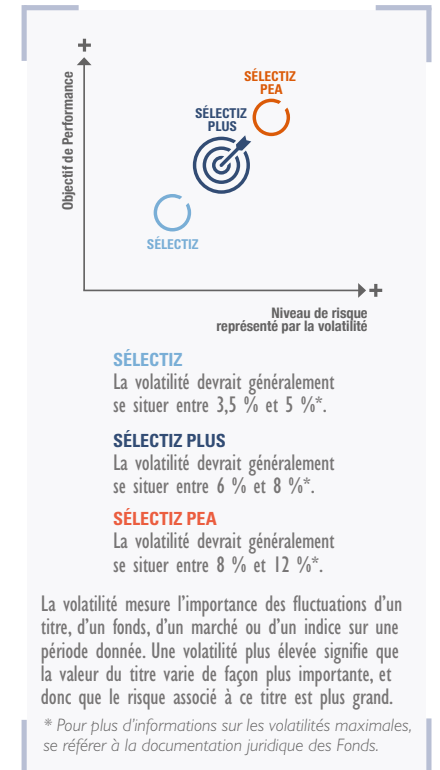 +
Objectif de Performance
SÉLECTIZ
PEA
SÉLECTIZ
PLUS
SÉLECTIZ
+
Niveau de risque
représenté par la volatilité
SÉLECTIZ
La volatilité devrait généralement
se situer entre 3,5 % et 5 %*.
SÉLECTIZ PLUS
La volatilité devrait généralement
se situer entre 6 % et 8 %*.
SÉLECTIZ PEA
La volatilité devrait généralement
se situer entre 8 % et 12 %*.
La volatilité mesure l’importance des fluctuations d’un
titre, d’un fonds, d’un marché ou d’un indice sur une
période donnée. Une volatilité plus élevée signifie que
la valeur du titre varie de façon plus importante, et
donc que le risque associé à ce titre est plus grand.
* Pour plus d’informations sur les volatilités maximales,
se référer à la documentation juridique des Fonds.